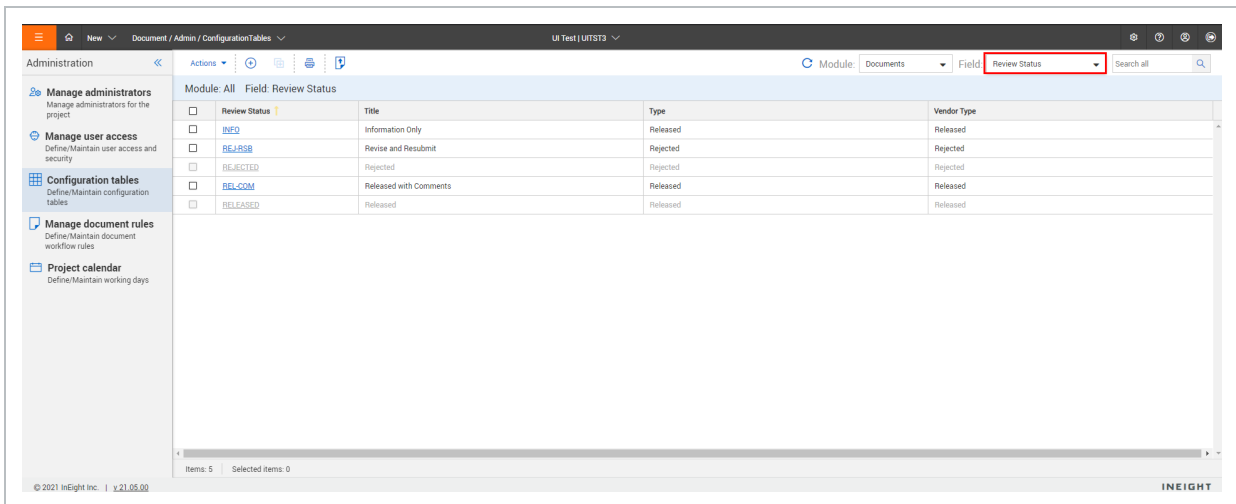 New Document / Admin / ConfigurationTables UI Test | UITST3
Administration Actions Module: Documents Field: Review Status Search all
Module: All Field: Review Status
Manage administrators
Manage administrators for the
project
Manage user access
Define/Maintain user access and
security
Configuration tables
Define/Maintain configuration
tables
Manage document rules
Define/Maintain document
workflow rules
Project calendar
Define/Maintain working days
Review Status Title Type Vendor Type
INFO Information Only Released Released
REJ-RSB Revise and Resubmit Rejected Rejected
REJECTED Rejected Rejected Rejected
REL-COM Released with Comments Released Released
RELEASED Released Released Released
Items: 5 Selected items: 0
© 2021 InEight Inc. | v 21.05.00 INEIGHT